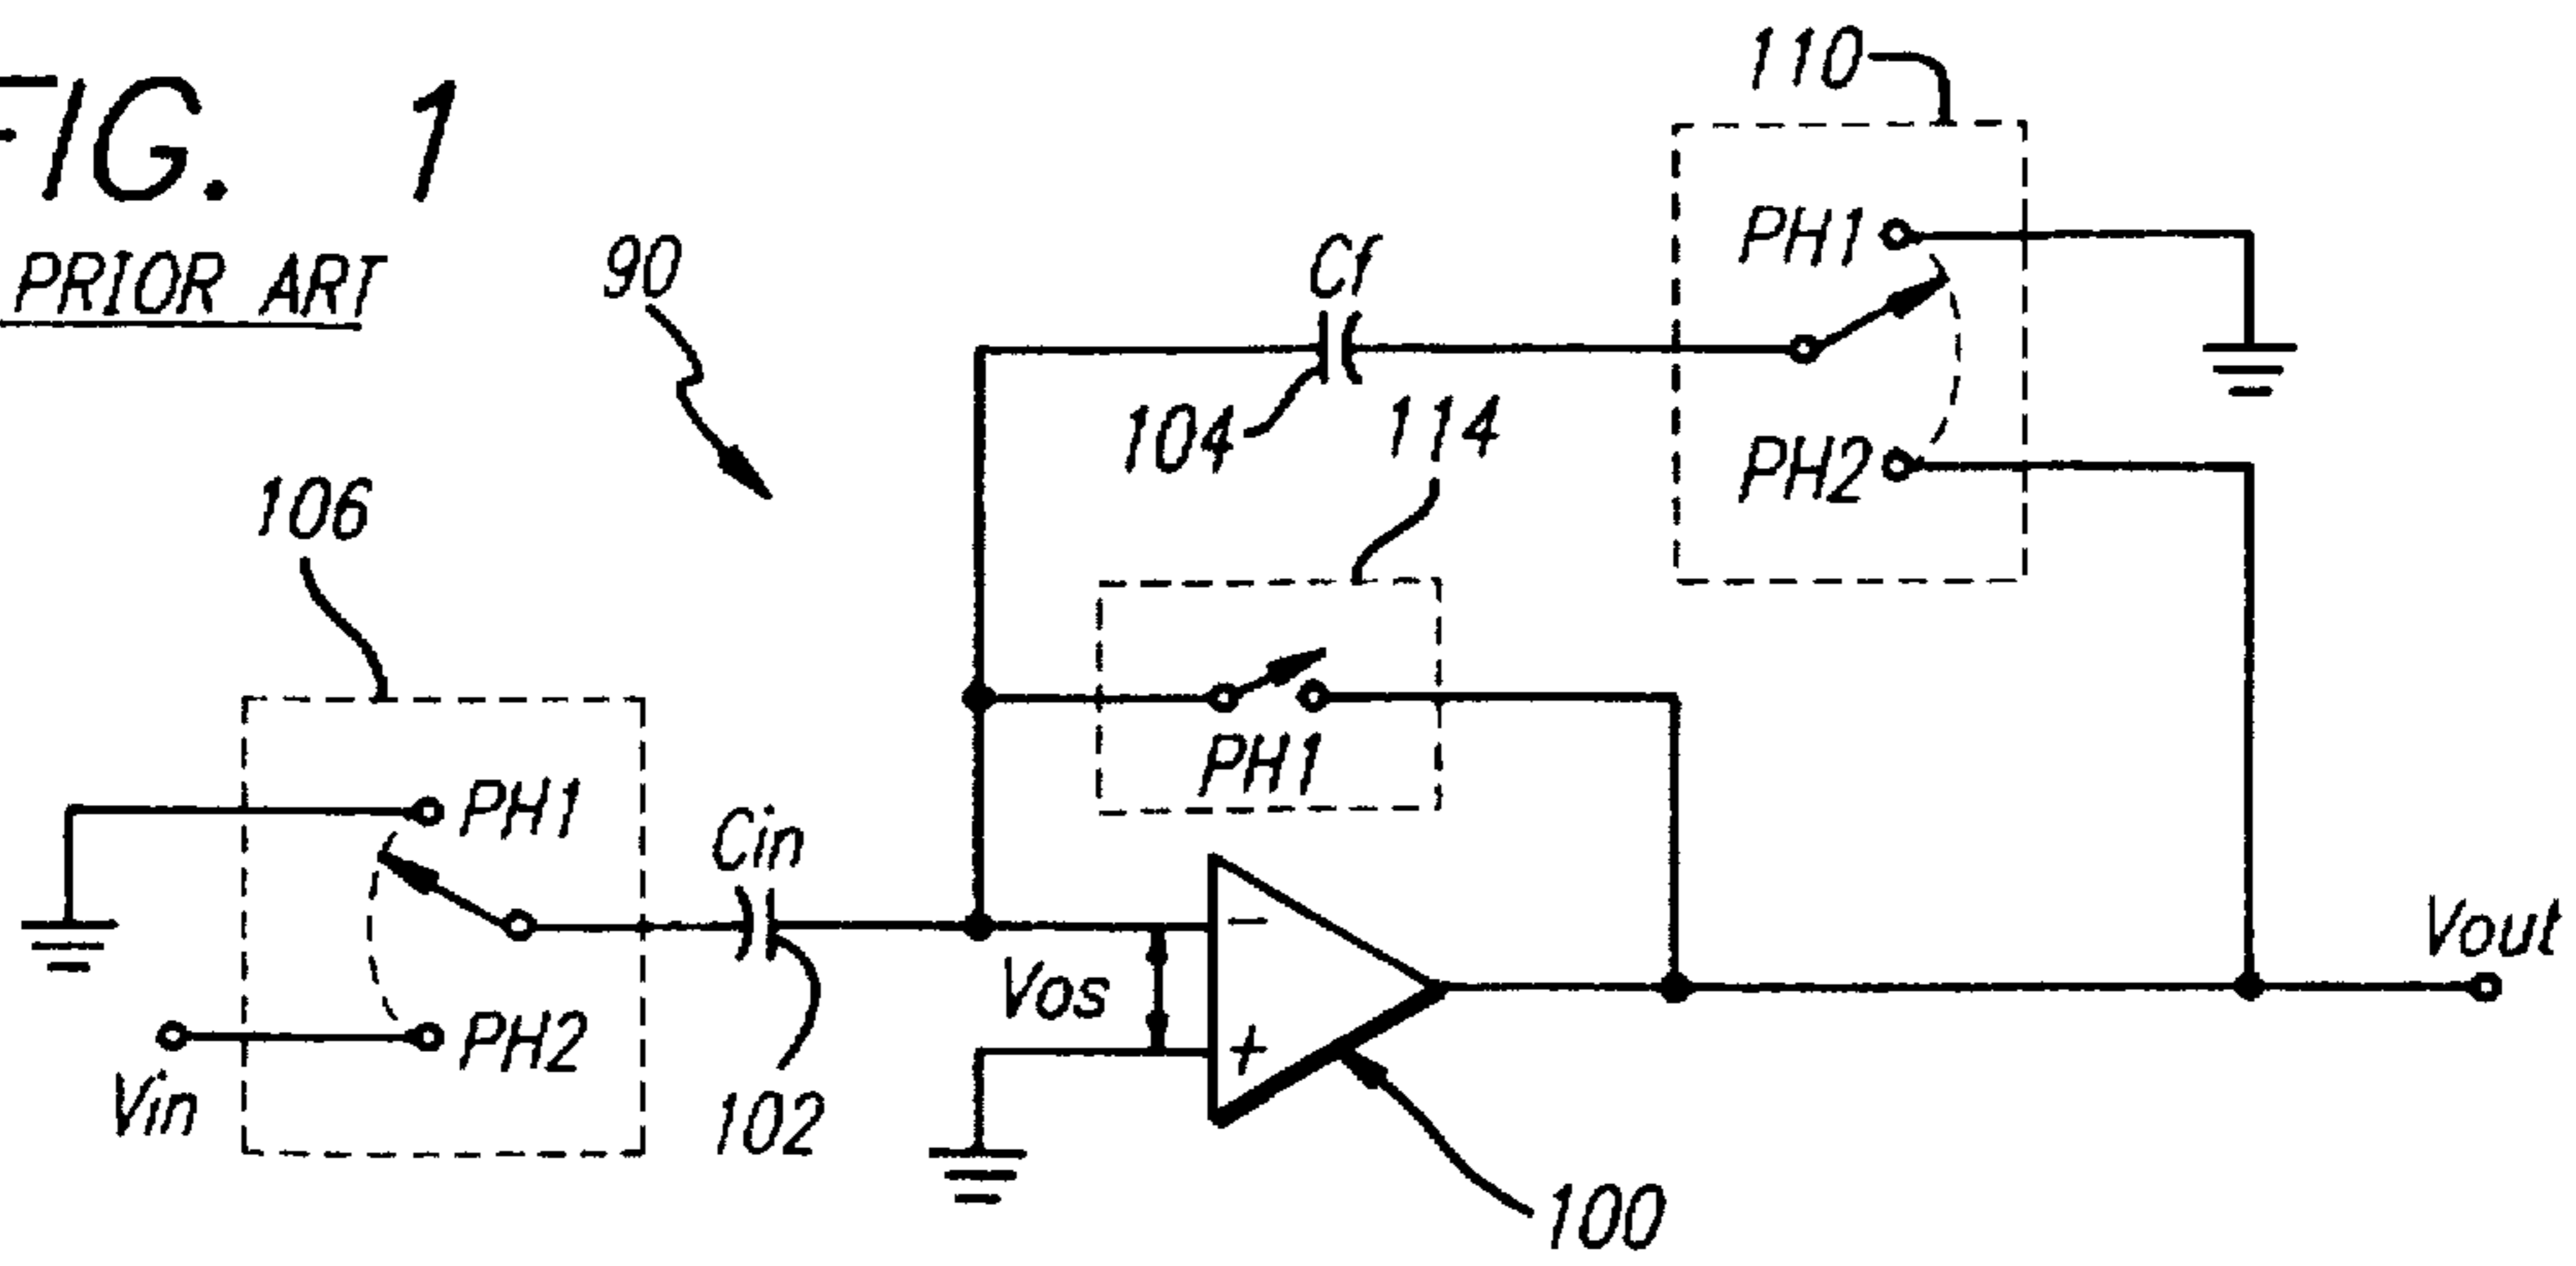 FIG. 1
PRIOR ART
90
110
PH1
Cf
104
114
PH2
106
PH1
PH1
Cin
Vos
−
+
Vout
Vin
PH2
102
100